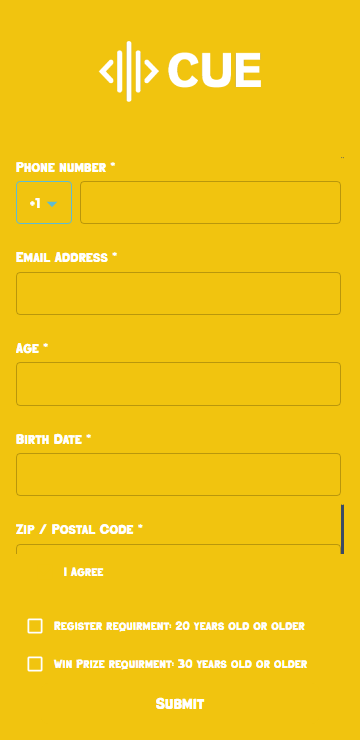 CUE
Phone number *
+1
Email Address *
Age *
Birth Date *
Zip / Postal Code *
I agree
Register requirment: 20 years old or older
Win Prize requirment: 30 years old or older
Submit